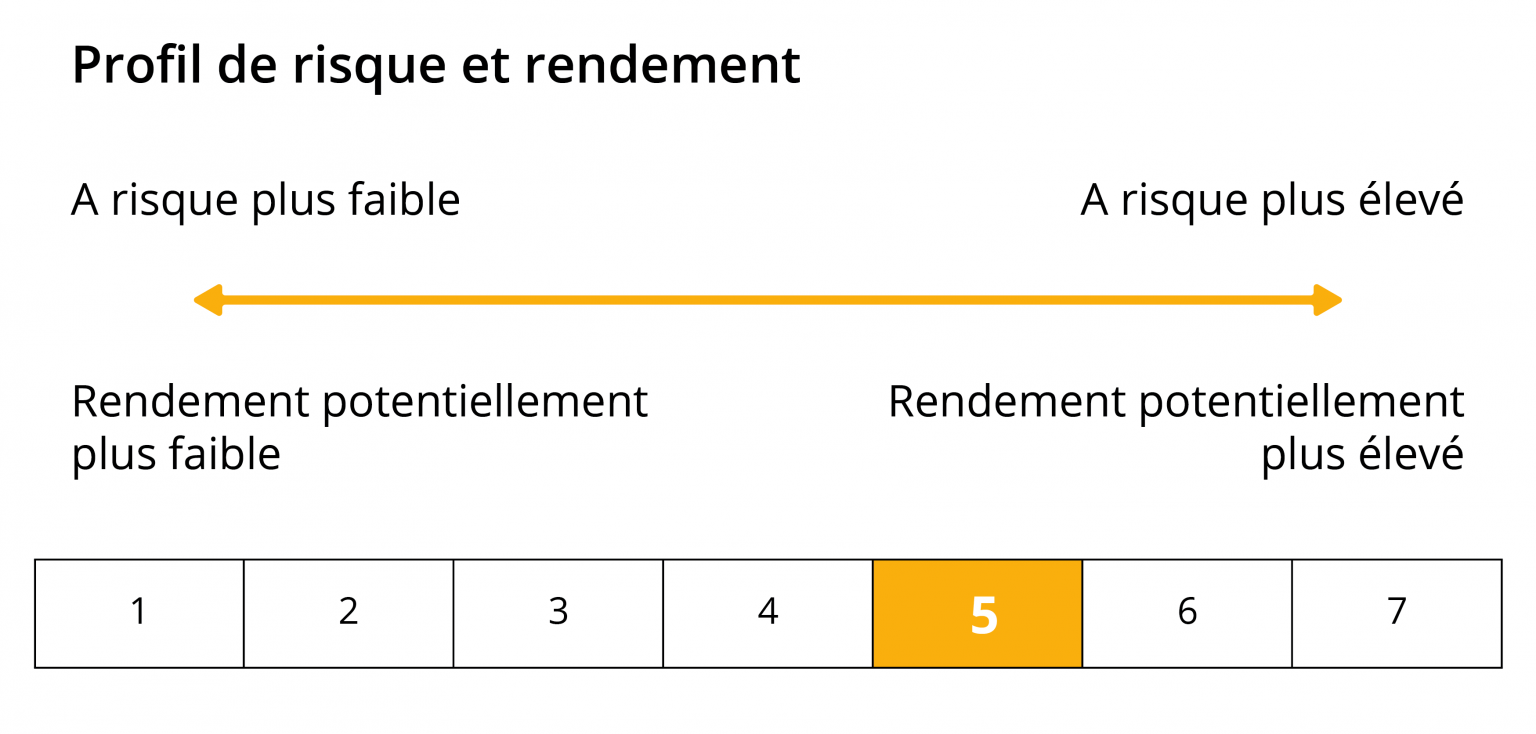 Profil de risque et rendement
A risque plus faible
A risque plus élevé
Rendement potentiellement
plus faible
Rendement potentiellement
plus élevé
1 2 3 4 5 6 7